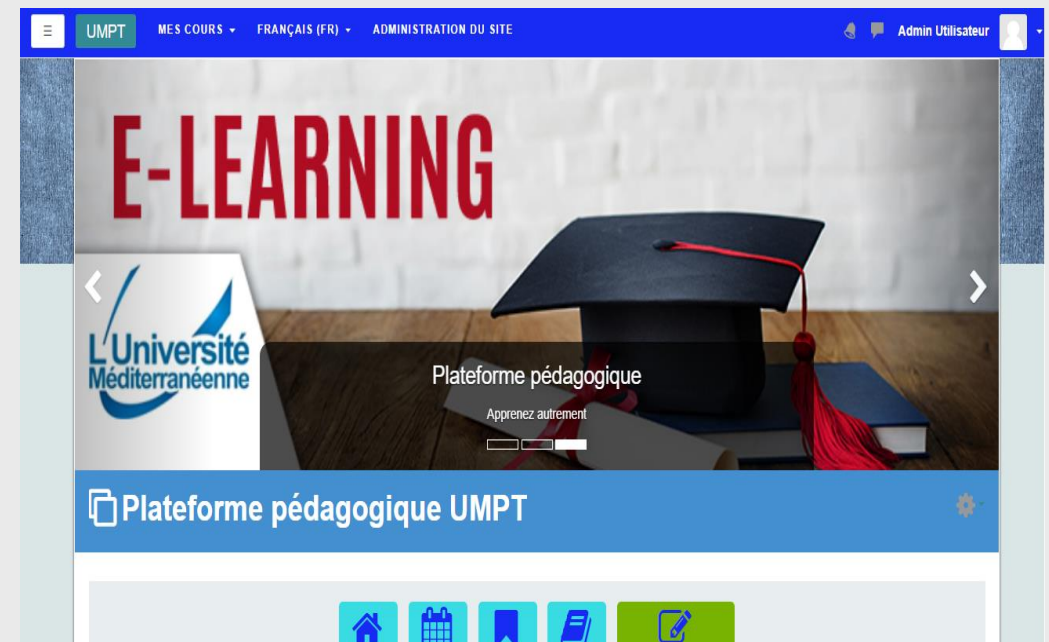 UMPT MES COURS FRANÇAIS (FR) ADMINISTRATION DU SITE Admin Utilisateur
E-LEARNING
L'Université
Méditerranéenne
Plateforme pédagogique
Apprenez autrement
Plateforme pédagogique UMPT